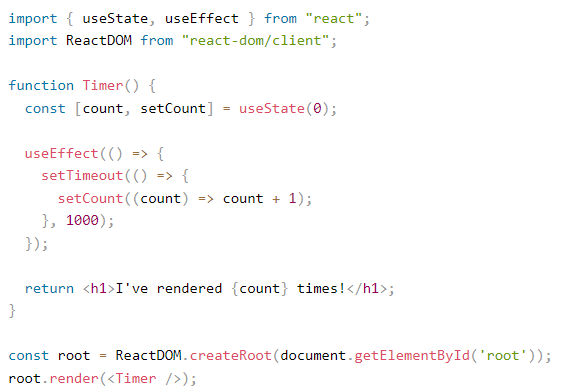 import { useState, useEffect } from "react";
import ReactDOM from "react-dom/client";

function Timer() {
  const [count, setCount] = useState(0);

  useEffect(() => {
    setTimeout(() => {
      setCount((count) => count + 1);
    }, 1000);
  });

  return <h1>I've rendered {count} times!</h1>;
}

const root = ReactDOM.createRoot(document.getElementById('root'));
root.render(<Timer />);